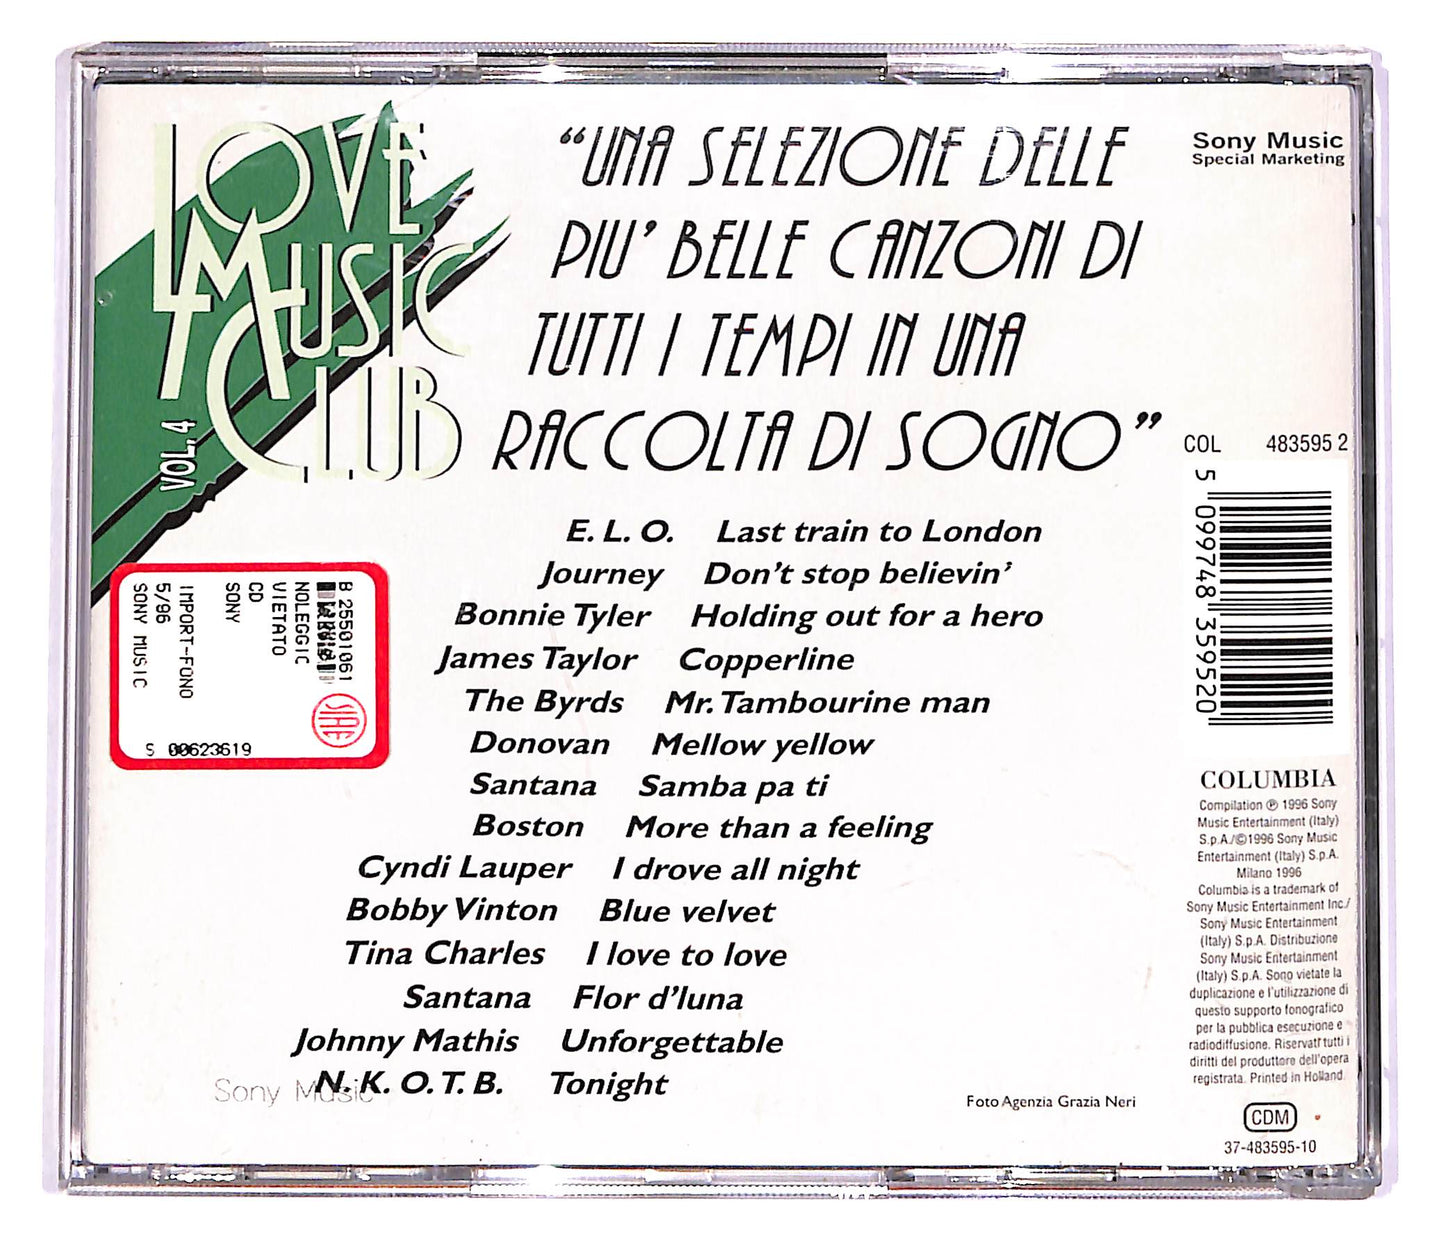 LOVE
MUSIC
CLUB
VOL. 4
“UNA SELEZIONE DELLE
PIU’ BELLE CANZONI DI
TUTTI I TEMPI IN UNA
RACCOLTA DI SOGNO”
Sony Music
Special Marketing
COL 483595 2
5 099748 359520
E. L. O. Last train to London
Journey Don’t stop believin’
Bonnie Tyler Holding out for a hero
James Taylor Copperline
The Byrds Mr. Tambourine man
Donovan Mellow yellow
Santana Samba pa ti
Boston More than a feeling
Cyndi Lauper I drove all night
Bobby Vinton Blue velvet
Tina Charles I love to love
Santana Flor d’luna
Johnny Mathis Unforgettable
N. K. O. T. B. Tonight
Sony Music
Foto Agenzia Grazia Neri
B 25501061
NOLEGGIC
VIETATO
CD
SONY
IMPORT-FONO
5/96
SONY MUSIC
S 00623619
SIAE
COLUMBIA
Compilation ℗ 1996 Sony
Music Entertainment (Italy)
S.p.A./©1996 Sony Music
Entertainment (Italy) S.p.A.
Milano 1996
Columbia is a trademark of
Sony Music Entertainment Inc./
Sony Music Entertainment
(Italy) S.p.A. Distribuzione
Sony Music Entertainment
(Italy) S.p.A. Sono vietate la
duplicazione e l’utilizzazione di
questo supporto fonografico
per la pubblica esecuzione e
radiodiffusione. Riservati tutti i
diritti del produttore dell’opera
registrata. Printed in Holland.
CDM
37-483595-10